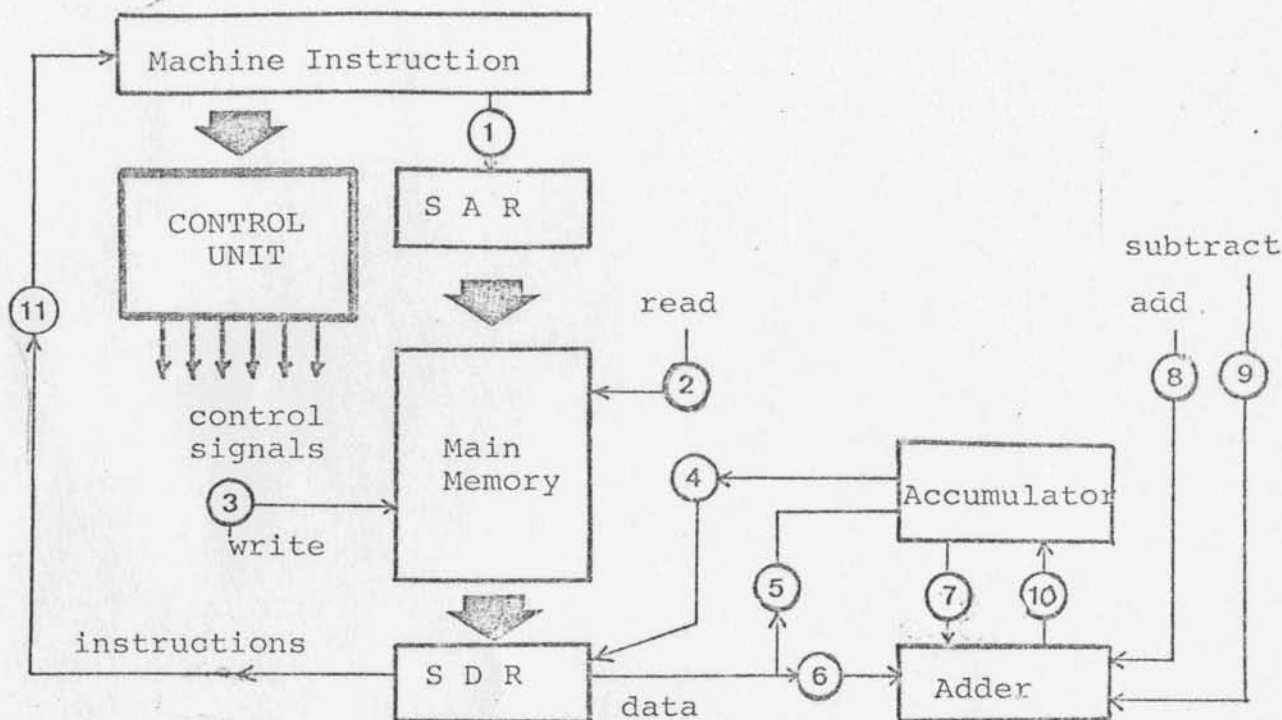 Machine Instruction
1
S A R
CONTROL
UNIT
subtract
add
read
11
2
8
9
control
signals
Main
Memory
4
Accumulator
3
write
5
7
10
instructions
S D R
6
Adder
data